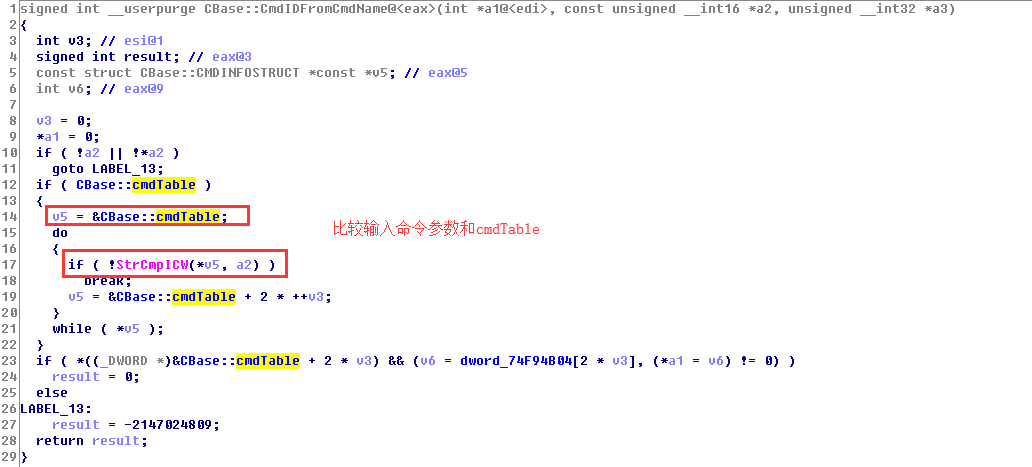 1 signed int __userpurge CBase::CmdIDFromCmdName@<eax>(int *a1@<edi>, const unsigned __int16 *a2, unsigned __int32 *a3)
2 {
3 int v3; // esi@1
4 signed int result; // eax@3
5 const struct CBase::CMDINFOSTRUCT *const *v5; // eax@5
6 int v6; // eax@9
7
8 v3 = 0;
9 *a1 = 0;
10 if ( !a2 || !*a2 )
11 goto LABEL_13;
12 if ( CBase::cmdTable )
13 {
14 v5 = &CBase::cmdTable;
15 do 比较输入命令参数和cmdTable
16 {
17 if ( !StrCmpICW(*v5, a2) )
18 break;
19 v5 = &CBase::cmdTable + 2 * ++v3;
20 }
21 while ( *v5 );
22 }
23 if ( *((_DWORD *)&CBase::cmdTable + 2 * v3) && (v6 = dword_74F94B04[2 * v3], (*a1 = v6) != 0) )
24 result = 0;
25 else
26 LABEL_13:
27 result = -2147024809;
28 return result;
29 }